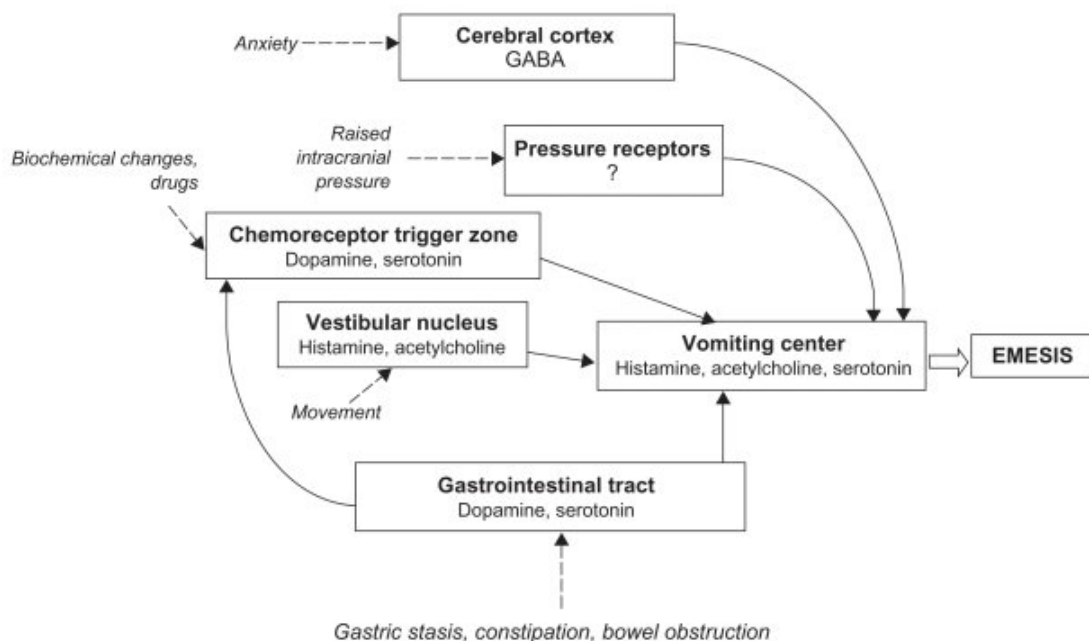 Anxiety
Cerebral cortex
GABA
Raised
intracranial
pressure
Pressure receptors
?
Biochemical changes,
drugs
Chemoreceptor trigger zone
Dopamine, serotonin
Vestibular nucleus
Histamine, acetylcholine
Movement
Vomiting center
Histamine, acetylcholine, serotonin
EMESIS
Gastrointestinal tract
Dopamine, serotonin
Gastric stasis, constipation, bowel obstruction